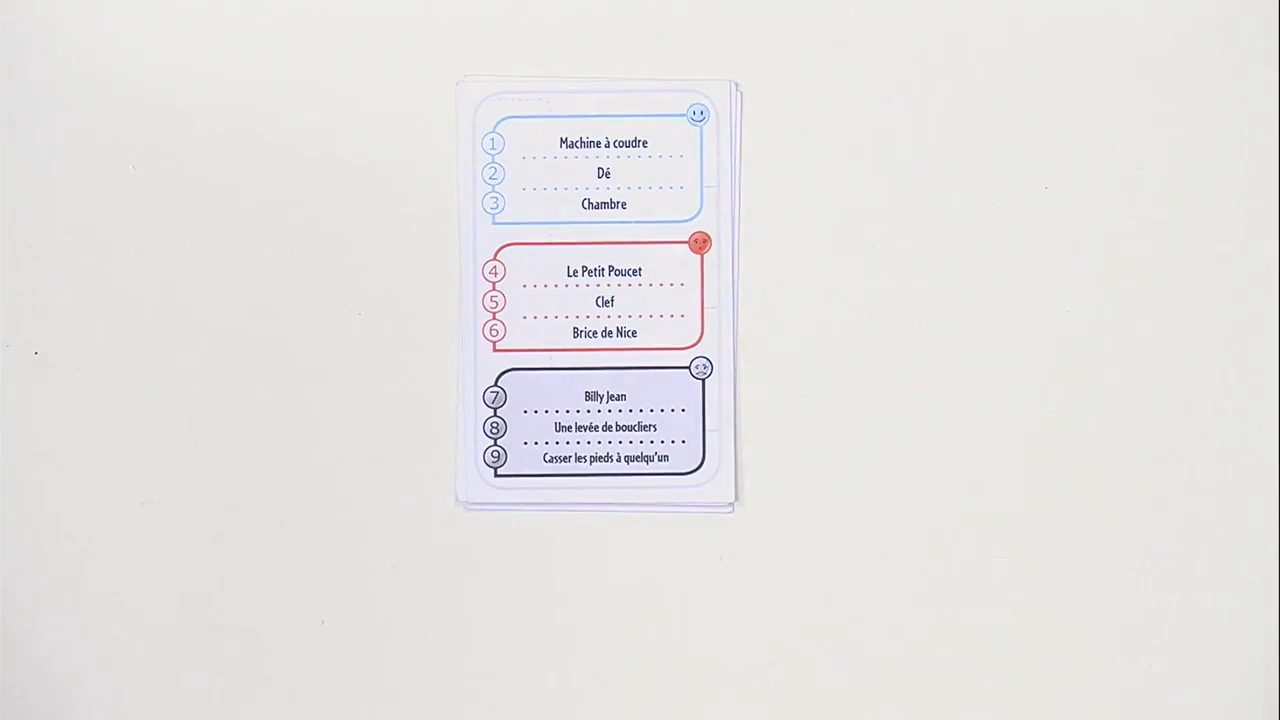 1 Machine à coudre
2 Dé
3 Chambre
4 Le Petit Poucet
5 Clef
6 Brice de Nice
7 Billy Jean
8 Une levée de boucliers
9 Casser les pieds à quelqu'un